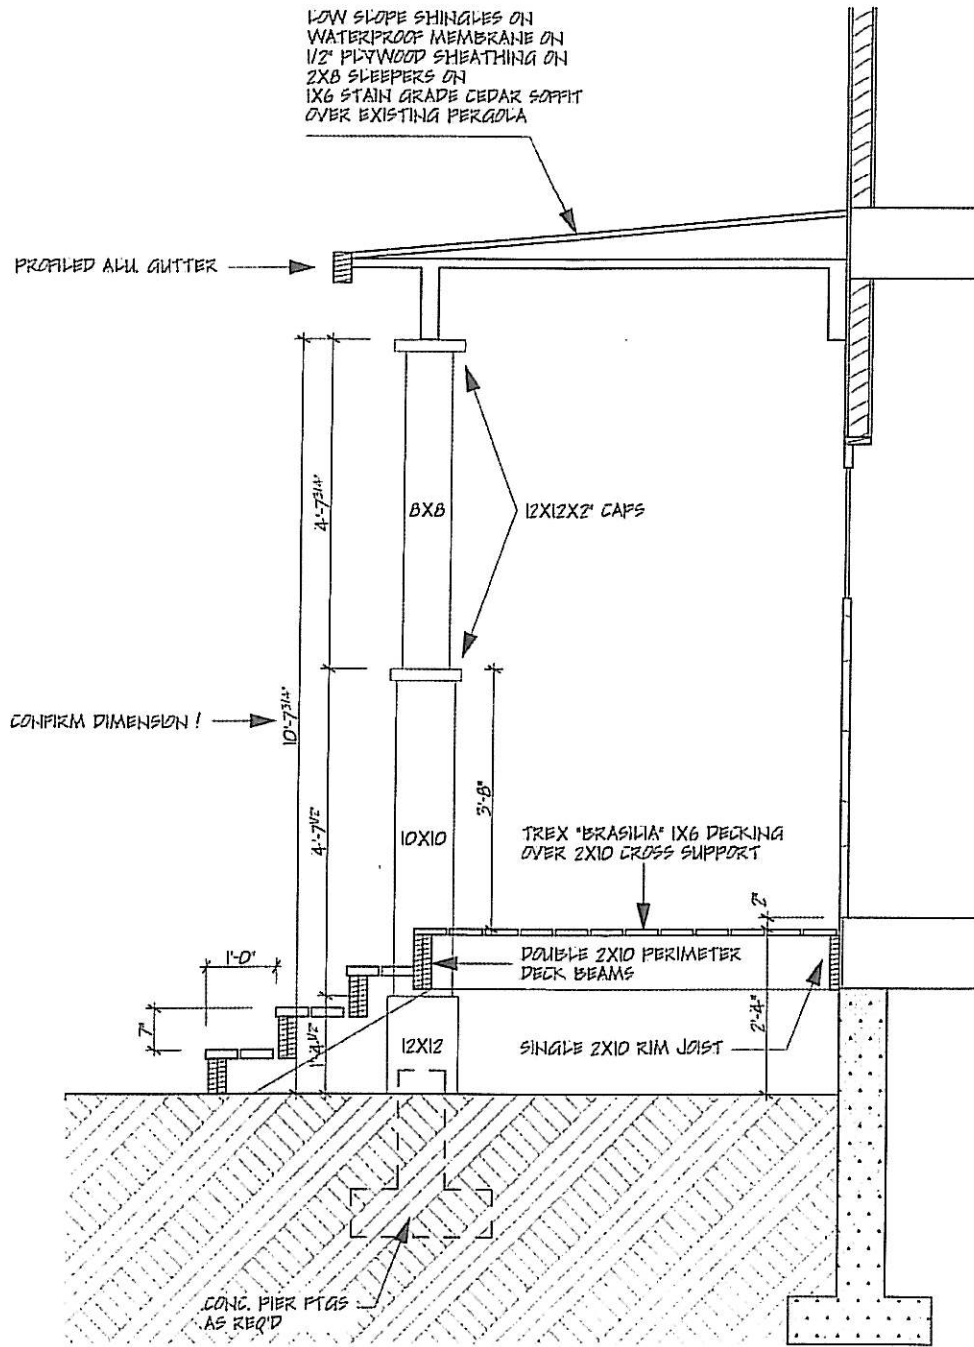 LOW SLOPE SHINGLES ON
WATERPROOF MEMBRANE ON
1/2" PLYWOOD SHEATHING ON
2X8 SLEEPERS ON
1X6 STAIN GRADE CEDAR SOFFIT
OVER EXISTING PERGOLA
PROFILED ALU. GUTTER
4'-7 3/4"
8X8
12X12X2" CAPS
CONFIRM DIMENSION !
10'-7 3/4"
4'-7 1/2"
10X10
3'-8"
TREX "BRASILIA" 1X6 DECKING
OVER 2X10 CROSS SUPPORT
2"
1'-0"
DOUBLE 2X10 PERIMETER
DECK BEAMS
7"
1'-4 1/2"
12X12
SINGLE 2X10 RIM JOIST
2'-4"
CONC. PIER FTGS
AS REQ'D